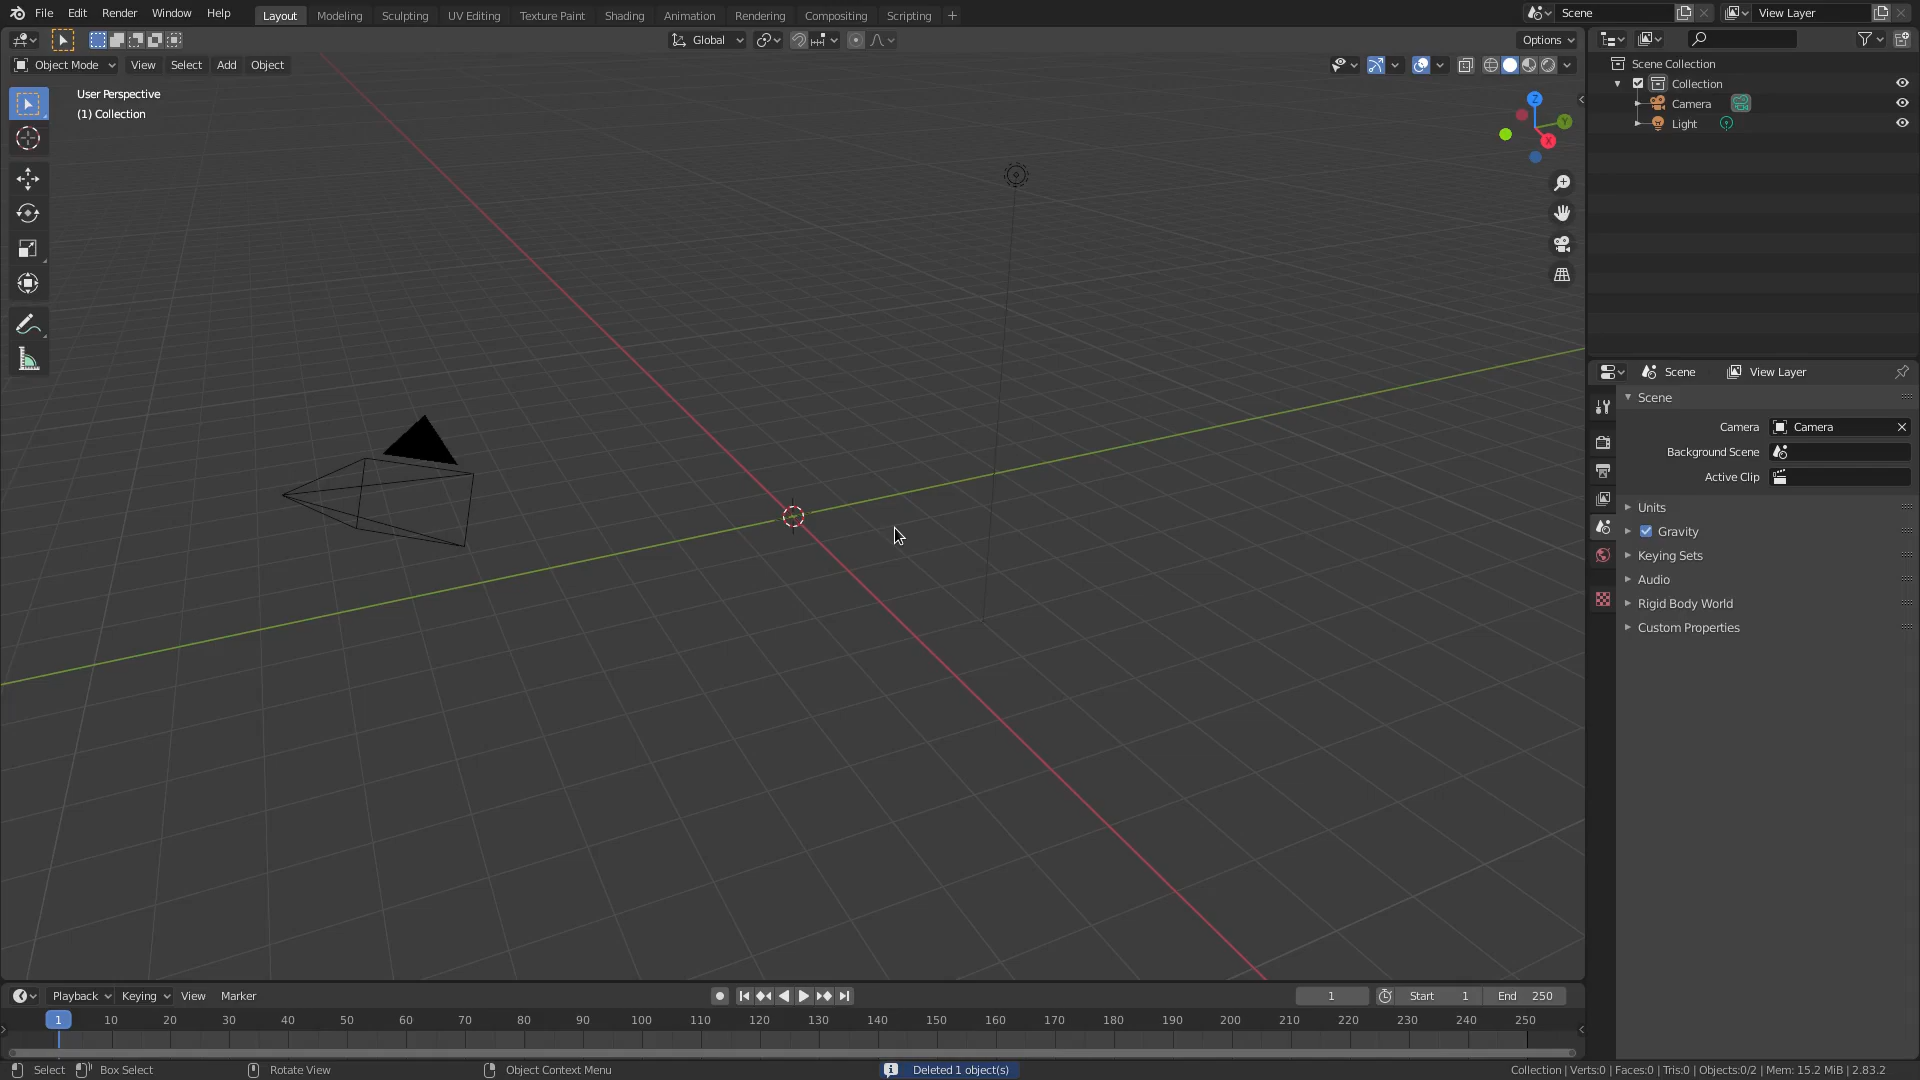 File Edit Render Window Help Layout Modeling Sculpting UV Editing Texture Paint Shading Animation Rendering Compositing Scripting + Scene View Layer
Global Options
Object Mode View Select Add Object
User Perspective
(1) Collection
Z
Y
X
Scene Collection
Collection
Camera
Light
Scene View Layer
Scene
Camera Camera
Background Scene
Active Clip
Units
Gravity
Keying Sets
Audio
Rigid Body World
Custom Properties
Playback Keying View Marker 1 Start 1 End 250
1 10 20 30 40 50 60 70 80 90 100 110 120 130 140 150 160 170 180 190 200 210 220 230 240 250
Select Box Select Rotate View Object Context Menu Deleted 1 object(s) Collection | Verts:0 | Faces:0 | Tris:0 | Objects:0/2 | Mem: 15.2 MiB | 2.83.2